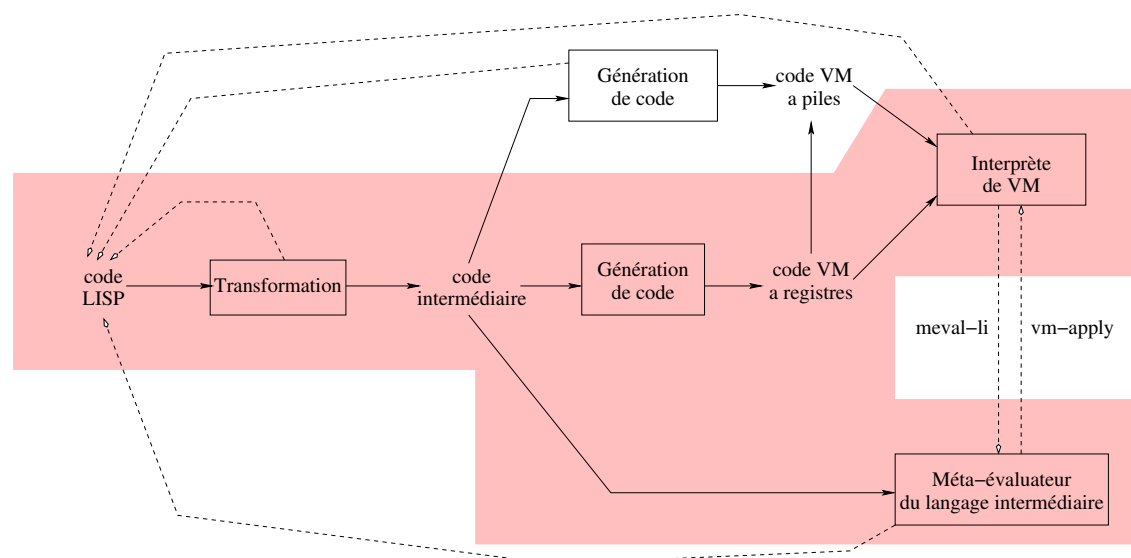 Génération
de code
code VM
a piles
Interprète
de VM
code
LISP
Transformation
code
intermédiaire
Génération
de code
code VM
a registres
meval−li
vm−apply
Méta−évaluateur
du langage intermédiaire